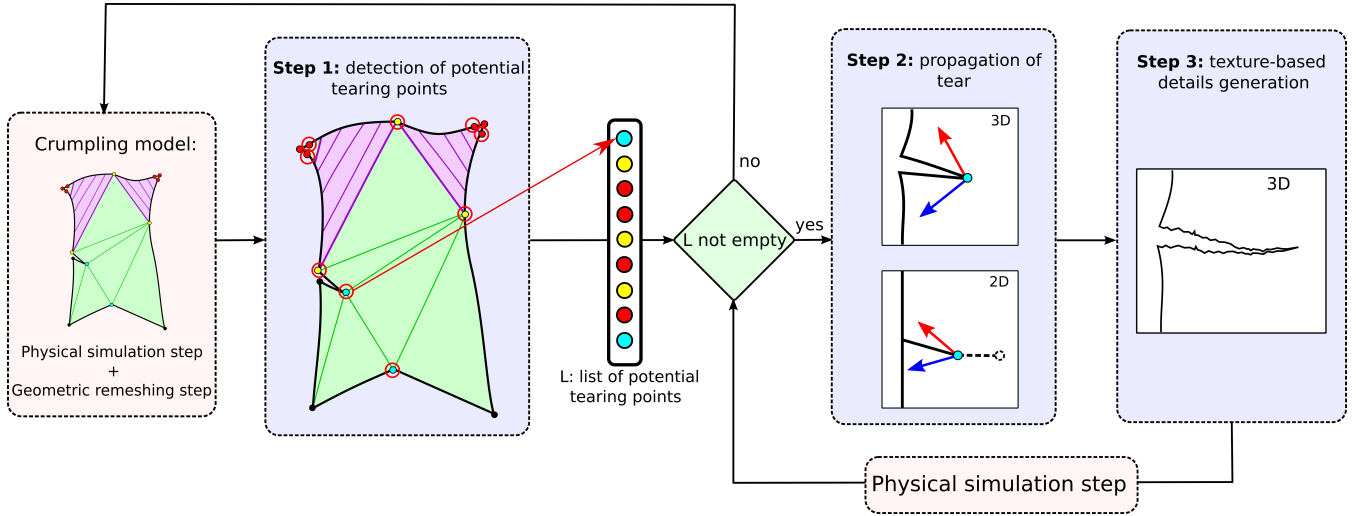 Crumpling model:
Physical simulation step
+
Geometric remeshing step
Step 1: detection of potential
tearing points
L: list of potential
tearing points
no
L not empty
yes
Step 2: propagation of
tear
3D
2D
Step 3: texture-based
details generation
3D
Physical simulation step